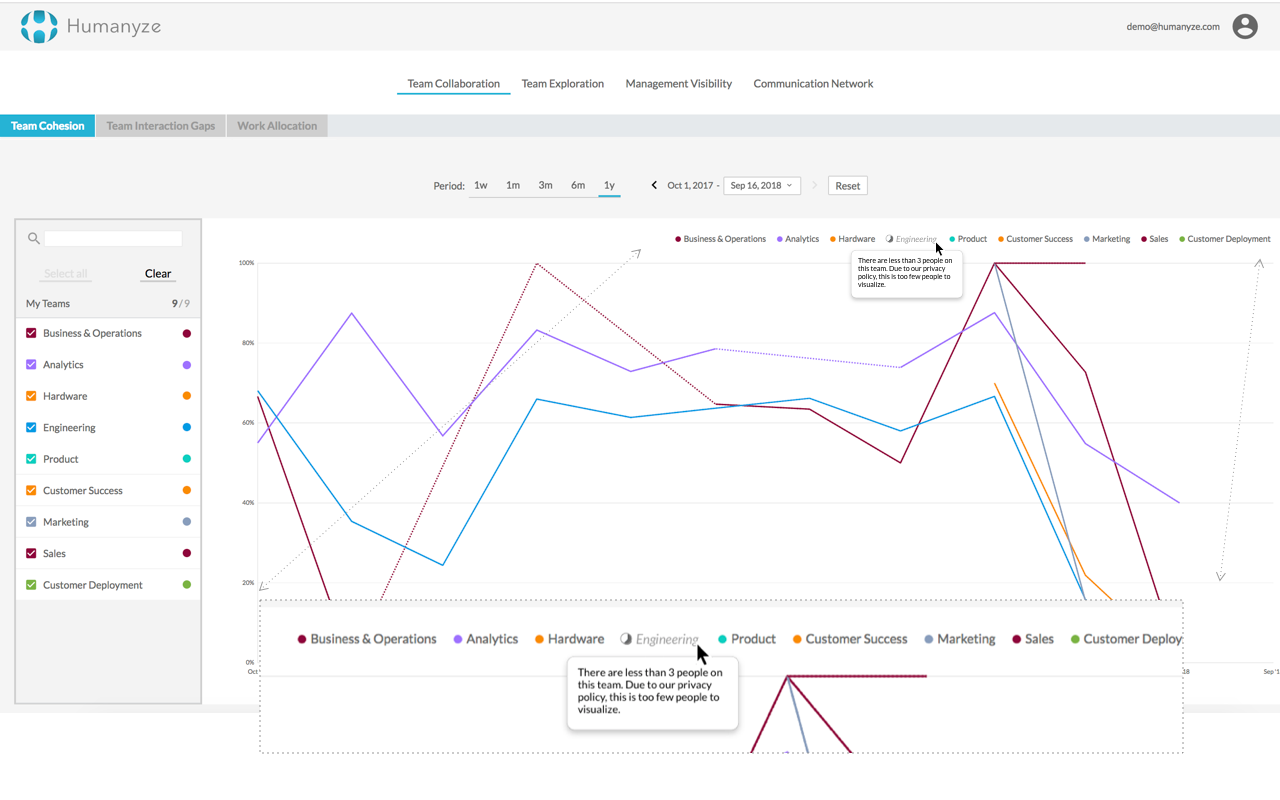 Humanyze
demo@humanyze.com
Team Collaboration Team Exploration Management Visibility Communication Network
Team Cohesion Team Interaction Gaps Work Allocation
Period: 1w 1m 3m 6m 1y Oct 1, 2017 - Sep 16, 2018 Reset
Business & Operations Analytics Hardware Engineering Product Customer Success Marketing Sales Customer Deployment
There are less than 3 people on
this team. Due to our privacy
policy, this is too few people to
visualize.
Select all Clear
My Teams 9/9
Business & Operations
Analytics
Hardware
Engineering
Product
Customer Success
Marketing
Sales
Customer Deployment
100%
80%
60%
40%
20%
0%
Oct
18
Sep '1
Business & Operations Analytics Hardware Engineering Product Customer Success Marketing Sales Customer Deploy
There are less than 3 people on
this team. Due to our privacy
policy, this is too few people to
visualize.